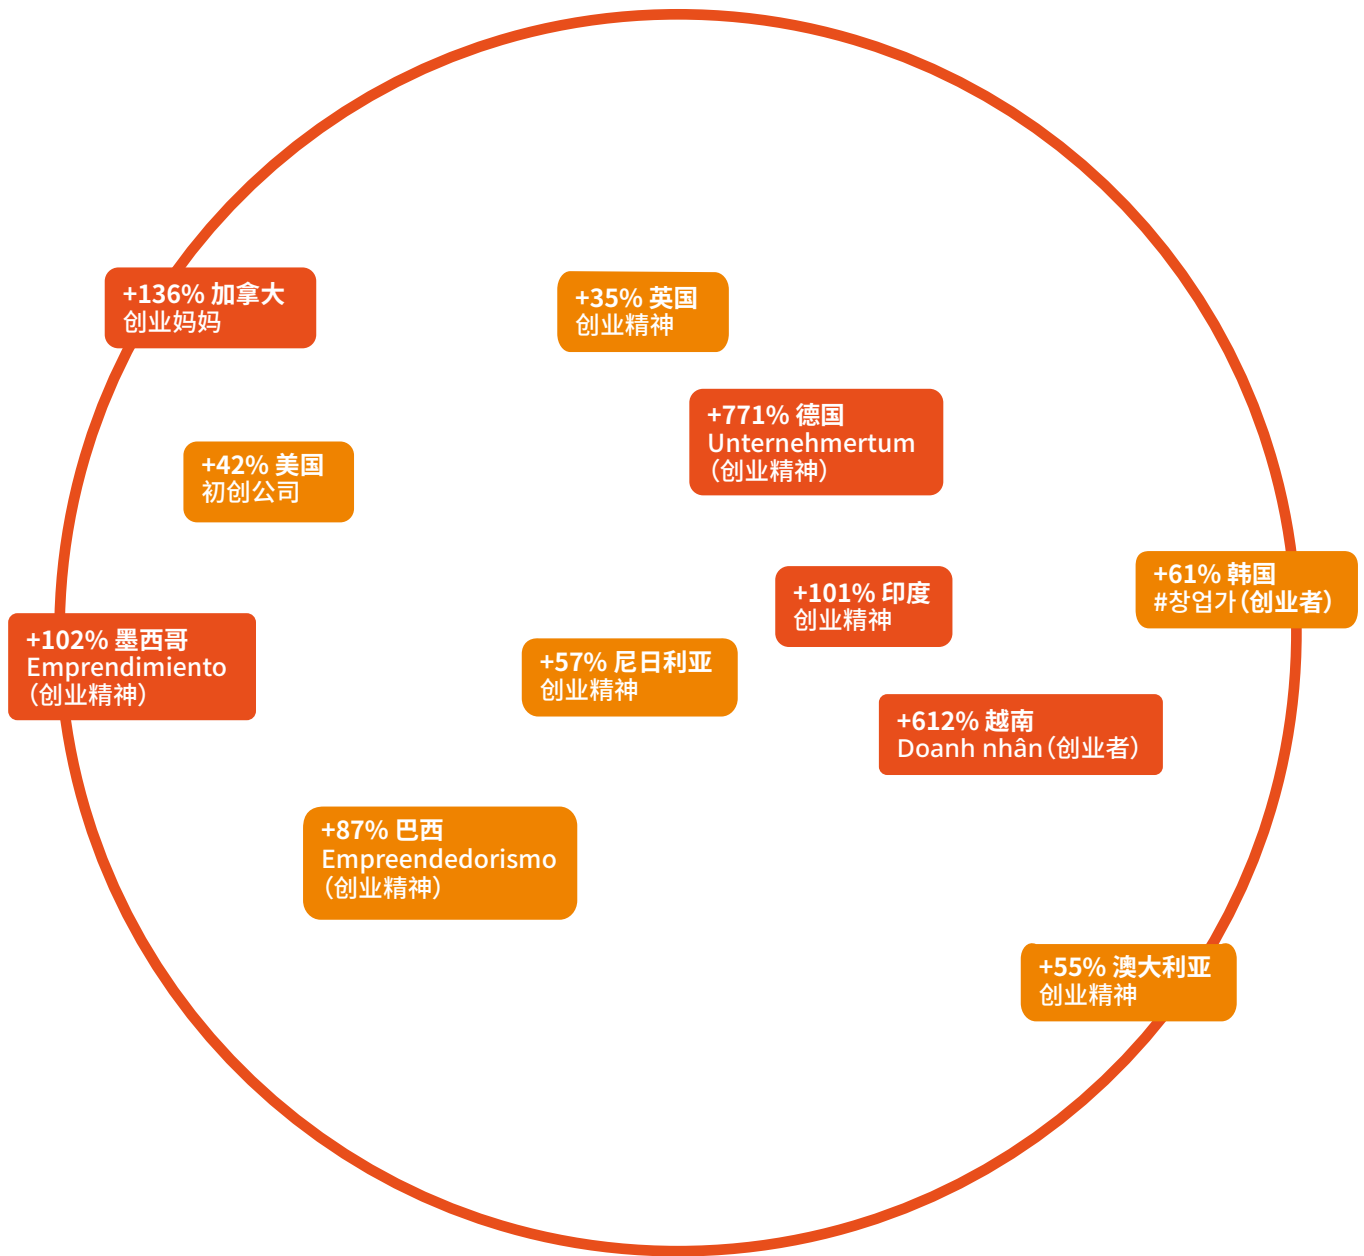 +136% 加拿大
创业妈妈
+35% 英国
创业精神
+771% 德国
Unternehmertum
（创业精神）
+42% 美国
初创公司
+61% 韩国
#창업가（创业者）
+101% 印度
创业精神
+102% 墨西哥
Emprendimiento
（创业精神）
+57% 尼日利亚
创业精神
+612% 越南
Doanh nhân（创业者）
+87% 巴西
Empreendedorismo
（创业精神）
+55% 澳大利亚
创业精神